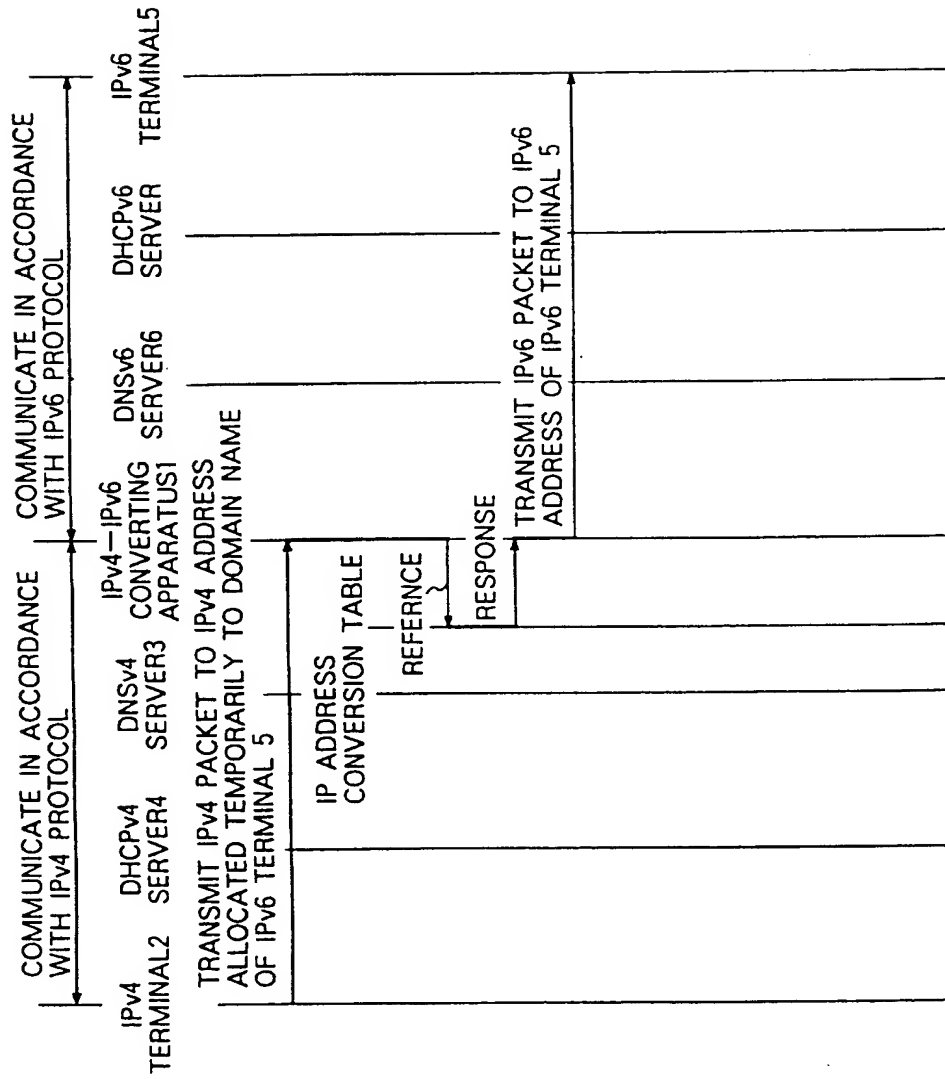 COMMUNICATE IN ACCORDANCE
WITH IPv4 PROTOCOL
COMMUNICATE IN ACCORDANCE
WITH IPv6 PROTOCOL
IPv4
TERMINAL2
DHCPv4
SERVER4
DNSv4
SERVER3
IPv4-IPv6
CONVERTING
APPARATUS1
DNSv6
SERVER6
DHCPv6
SERVER
IPv6
TERMINAL5
TRANSMIT IPv4 PACKET TO IPv4 ADDRESS
ALLOCATED TEMPORARILY TO DOMAIN NAME
OF IPv6 TERMINAL 5
IP ADDRESS
CONVERSION TABLE
REFERNCE
RESPONSE
TRANSMIT IPv6 PACKET TO IPv6
ADDRESS OF IPv6 TERMINAL 5